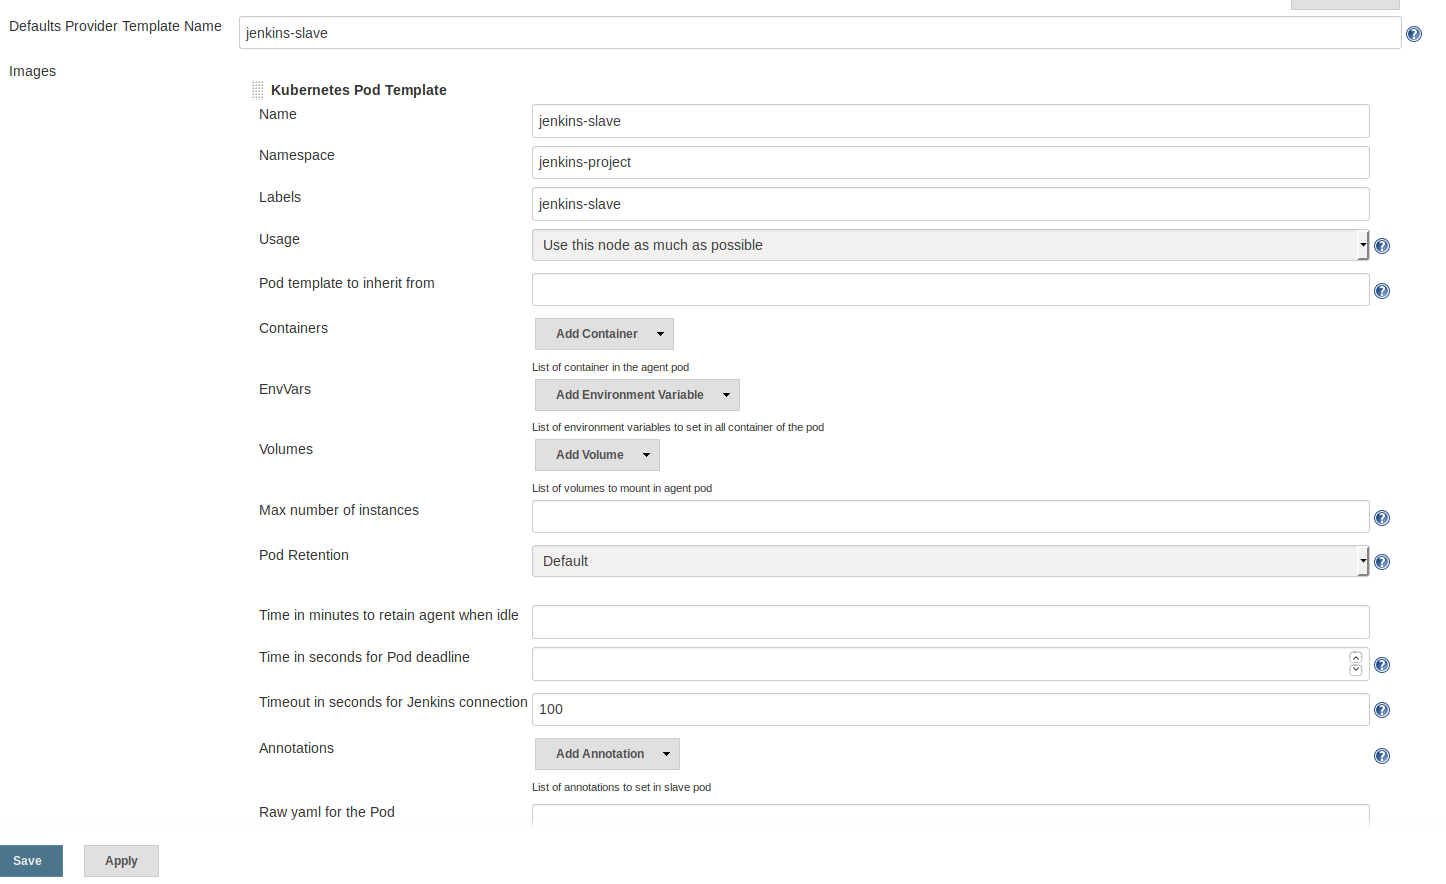 Defaults Provider Template Name
jenkins-slave
Images
Kubernetes Pod Template
Name
jenkins-slave
Namespace
jenkins-project
Labels
jenkins-slave
Usage
Use this node as much as possible
Pod template to inherit from
Containers
Add Container
List of container in the agent pod
EnvVars
Add Environment Variable
List of environment variables to set in all container of the pod
Volumes
Add Volume
List of volumes to mount in agent pod
Max number of instances
Pod Retention
Default
Time in minutes to retain agent when idle
Time in seconds for Pod deadline
Timeout in seconds for Jenkins connection
100
Annotations
Add Annotation
List of annotations to set in slave pod
Raw yaml for the Pod
Save
Apply